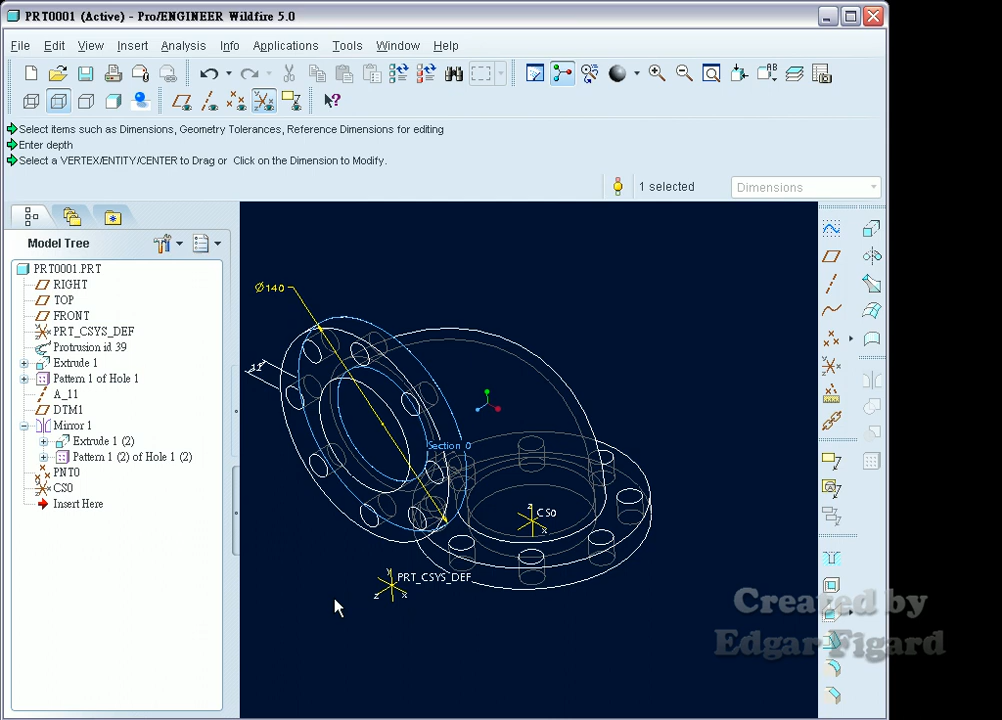 PRT0001 (Active) - Pro/ENGINEER Wildfire 5.0
File Edit View Insert Analysis Info Applications Tools Window Help
Select items such as Dimensions, Geometry Tolerances, Reference Dimensions for editing
Enter depth
Select a VERTEX/ENTITY/CENTER to Drag or Click on the Dimension to Modify.
1 selected
Dimensions
Model Tree
PRT0001.PRT
RIGHT
TOP
FRONT
PRT_CSYS_DEF
Protrusion id 39
Extrude 1
Pattern 1 of Hole 1
A_11
DTM1
Mirror 1
Extrude 1 (2)
Pattern 1 (2) of Hole 1 (2)
PNT0
CS0
Insert Here
Ø140
Section 0
Z
CS0
X
Y
PRT_CSYS_DEF
Z
X
Created by
Edgar Figard